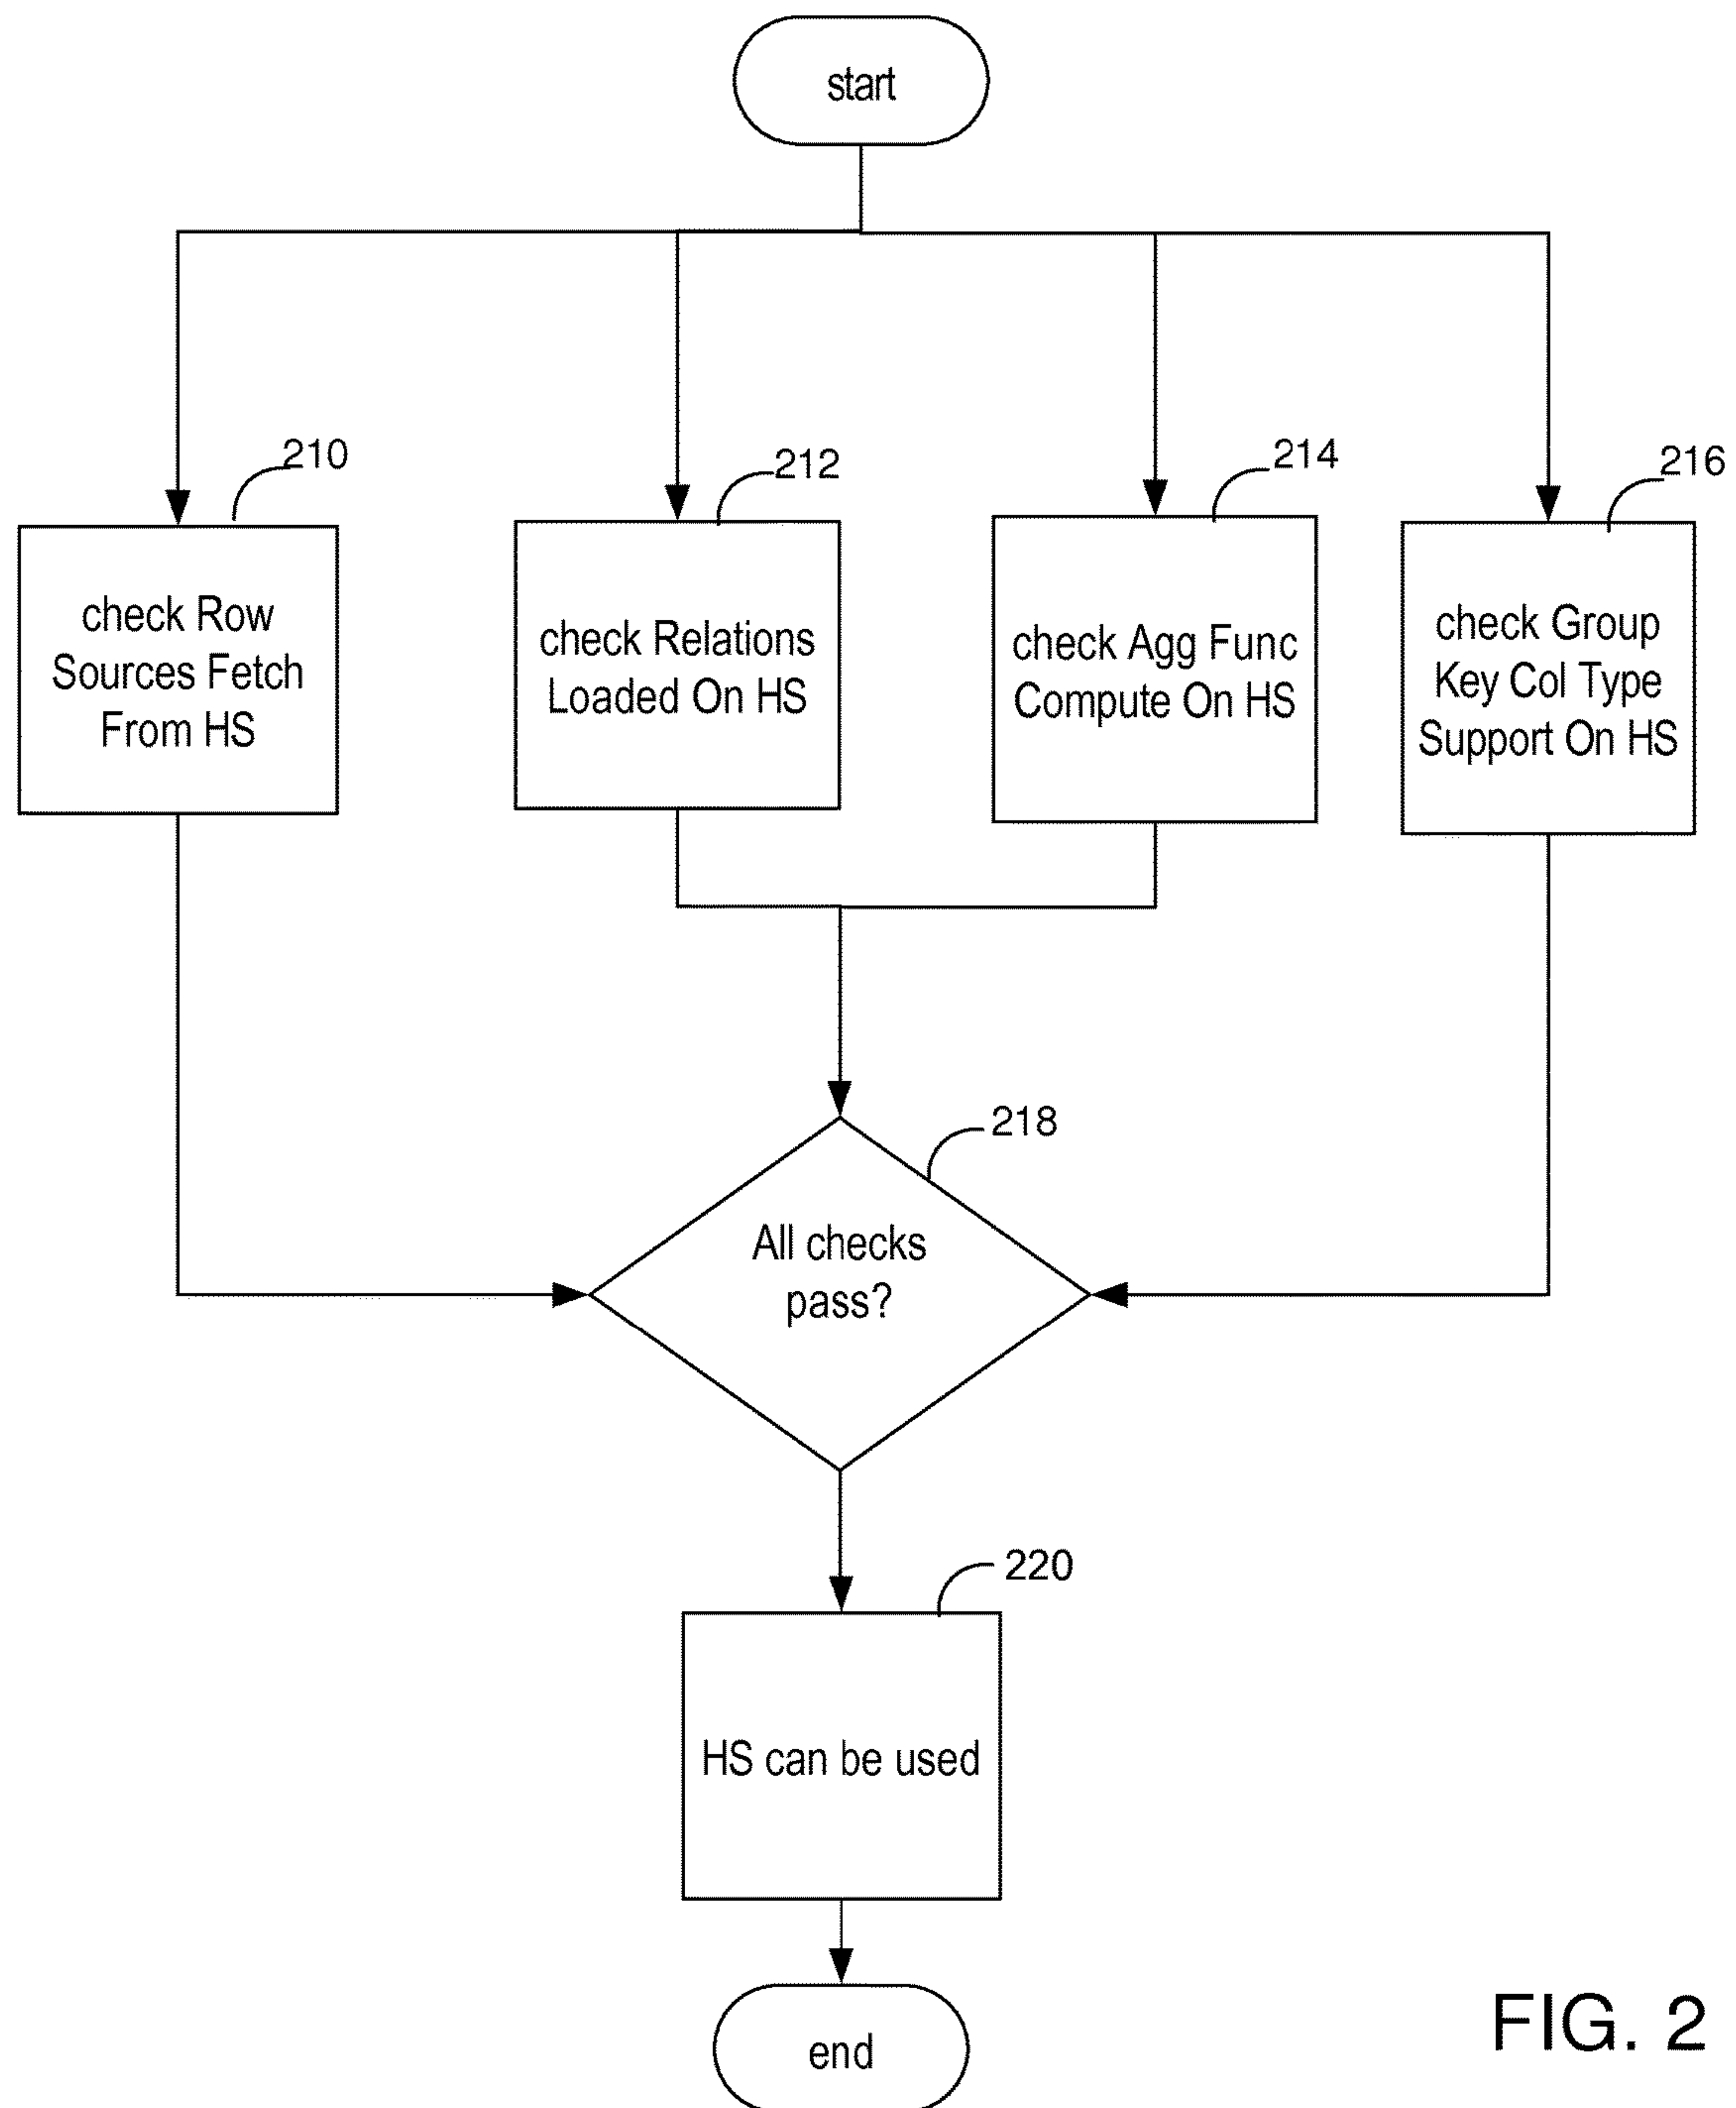 start
210
212
214
216
check Row
Sources Fetch
From HS
check Relations
Loaded On HS
check Agg Func
Compute On HS
check Group
Key Col Type
Support On HS
218
All checks
pass?
220
HS can be used
end
FIG. 2